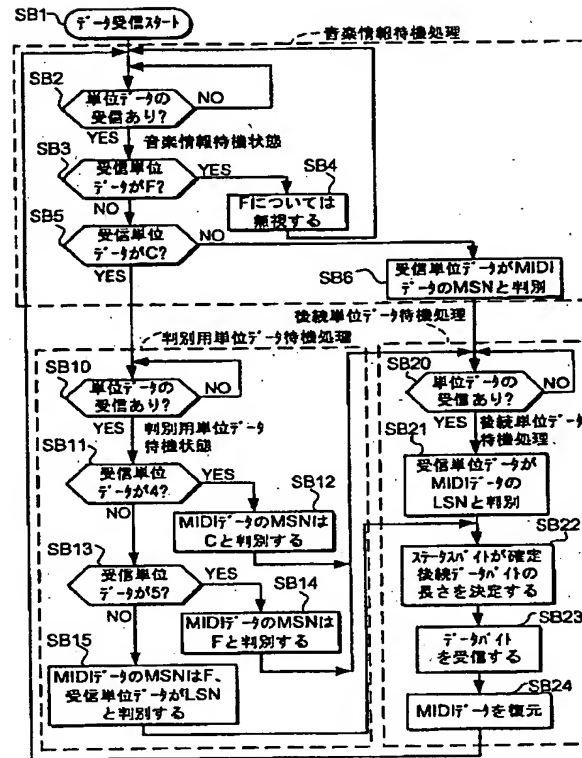 SB1
データ受信スタート
音楽情報待機処理
SB2
単位データの
受信あり?
NO
YES
音楽情報待機状態
SB3
受信単位
データがF?
YES
NO
SB4
Fについては
無視する
SB5
受信単位
データがC?
NO
YES
SB6
受信単位データがMIDI
データのMSNと判別
後続単位データ待機処理
判別用単位データ待機処理
SB10
単位データの
受信あり?
NO
YES
判別用単位データ
待機状態
SB11
受信単位
データが4?
YES
NO
SB12
MIDIデータのMSNは
Cと判別する
SB13
受信単位
データが5?
YES
NO
SB14
MIDIデータのMSNは
Fと判別する
SB15
MIDIデータのMSNはF、
受信単位データがLSN
と判別する
SB20
単位データの
受信あり?
NO
YES
後続単位データ
待機処理
SB21
受信単位データが
MIDIデータの
LSNと判別
SB22
ステータスバイトが確定
後続データバイトの
長さを決定する
SB23
データバイト
を受信する
SB24
MIDIデータを復元